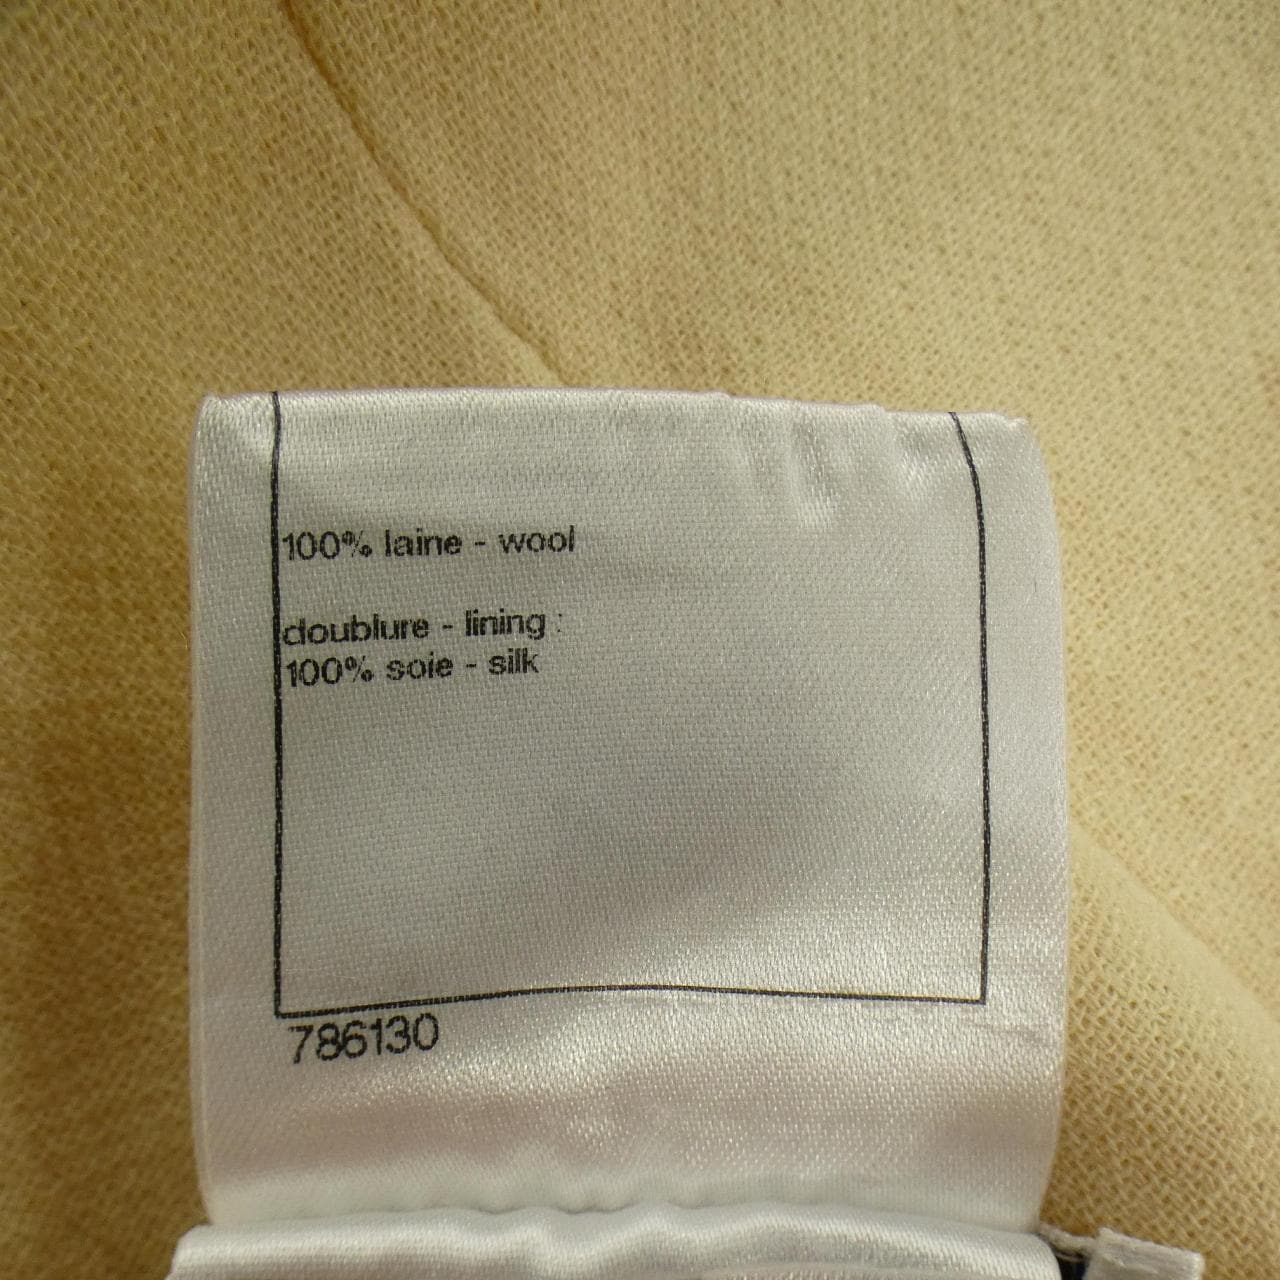 100% laine - wool
doublure - lining :
100% soie - silk
786130